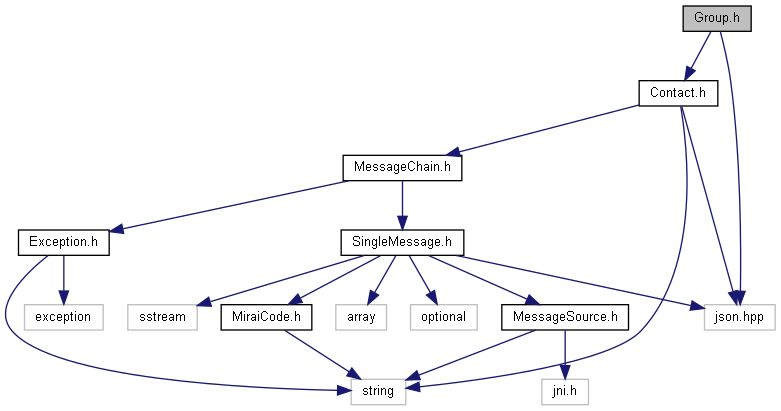 Group.h
Contact.h
MessageChain.h
Exception.h
SingleMessage.h
exception
sstream
MiraiCode.h
array
optional
MessageSource.h
json.hpp
string
jni.h